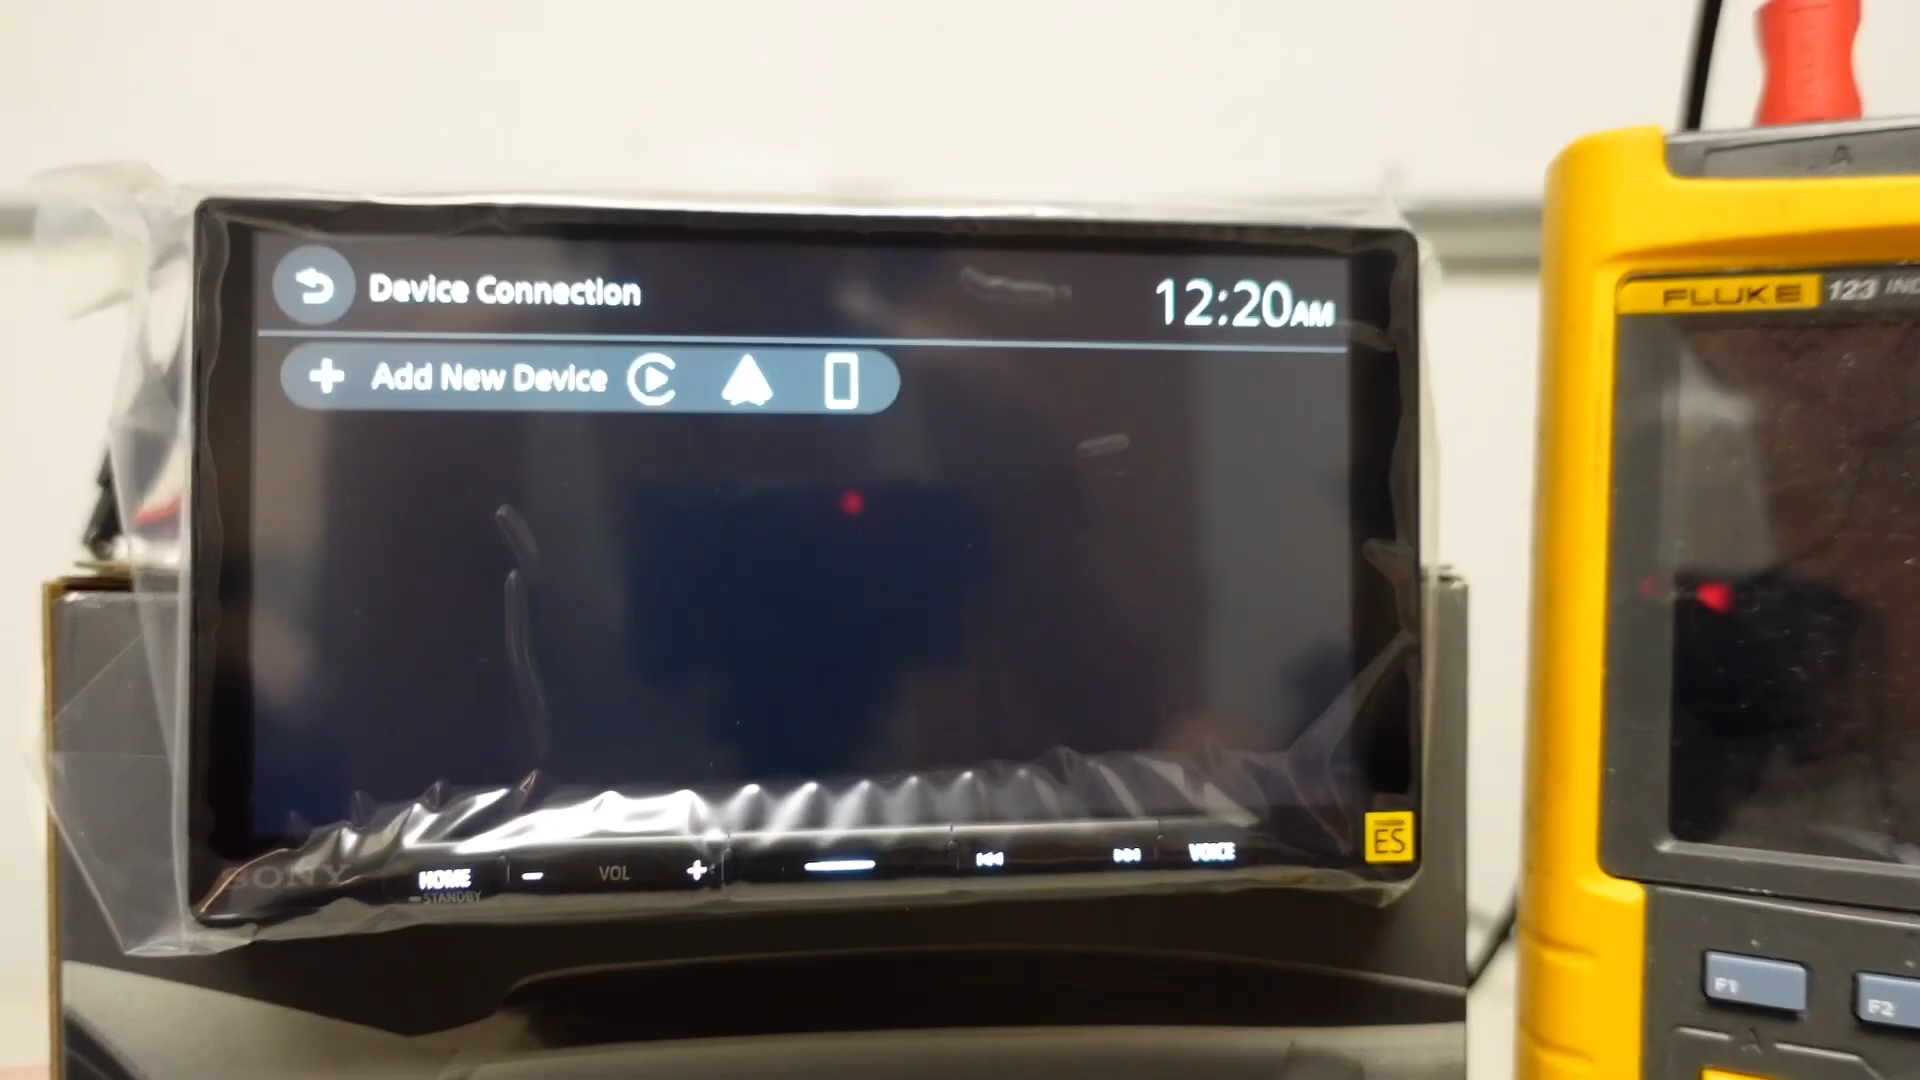 Device Connection
12:20AM
Add New Device
SONY
HOME
STANDBY
VOL
VOICE
ES
FLUKE 123
A
F1
F2